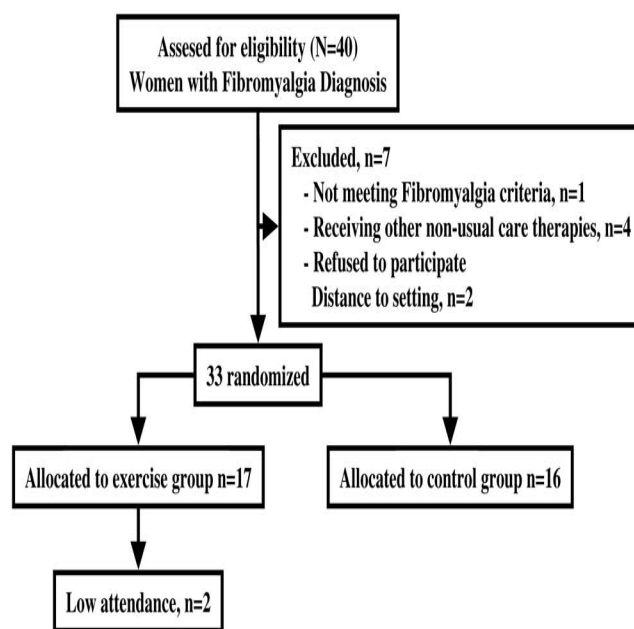 Assesed for eligibility (N=40)
Women with Fibromyalgia Diagnosis
Excluded, n=7
- Not meeting Fibromyalgia criteria, n=1
- Receiving other non-usual care therapies, n=4
- Refused to participate
Distance to setting, n=2
33 randomized
Allocated to exercise group n=17
Allocated to control group n=16
Low attendance, n=2